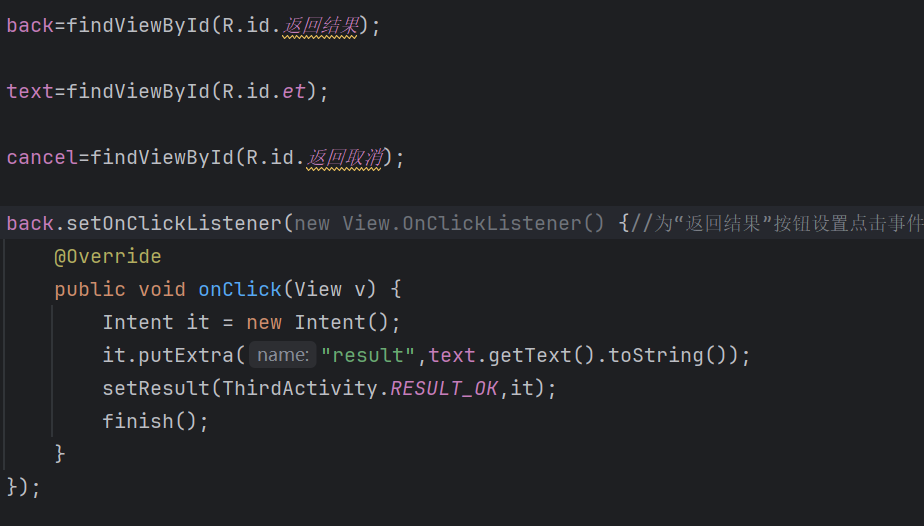 back=findViewById(R.id.返回结果);
text=findViewById(R.id.et);
cancel=findViewById(R.id.返回取消);
back.setOnClickListener(new View.OnClickListener() {//为“返回结果”按钮设置点击事件
@Override
public void onClick(View v) {
Intent it = new Intent();
it.putExtra( name: "result",text.getText().toString());
setResult(ThirdActivity.RESULT_OK,it);
finish();
}
});